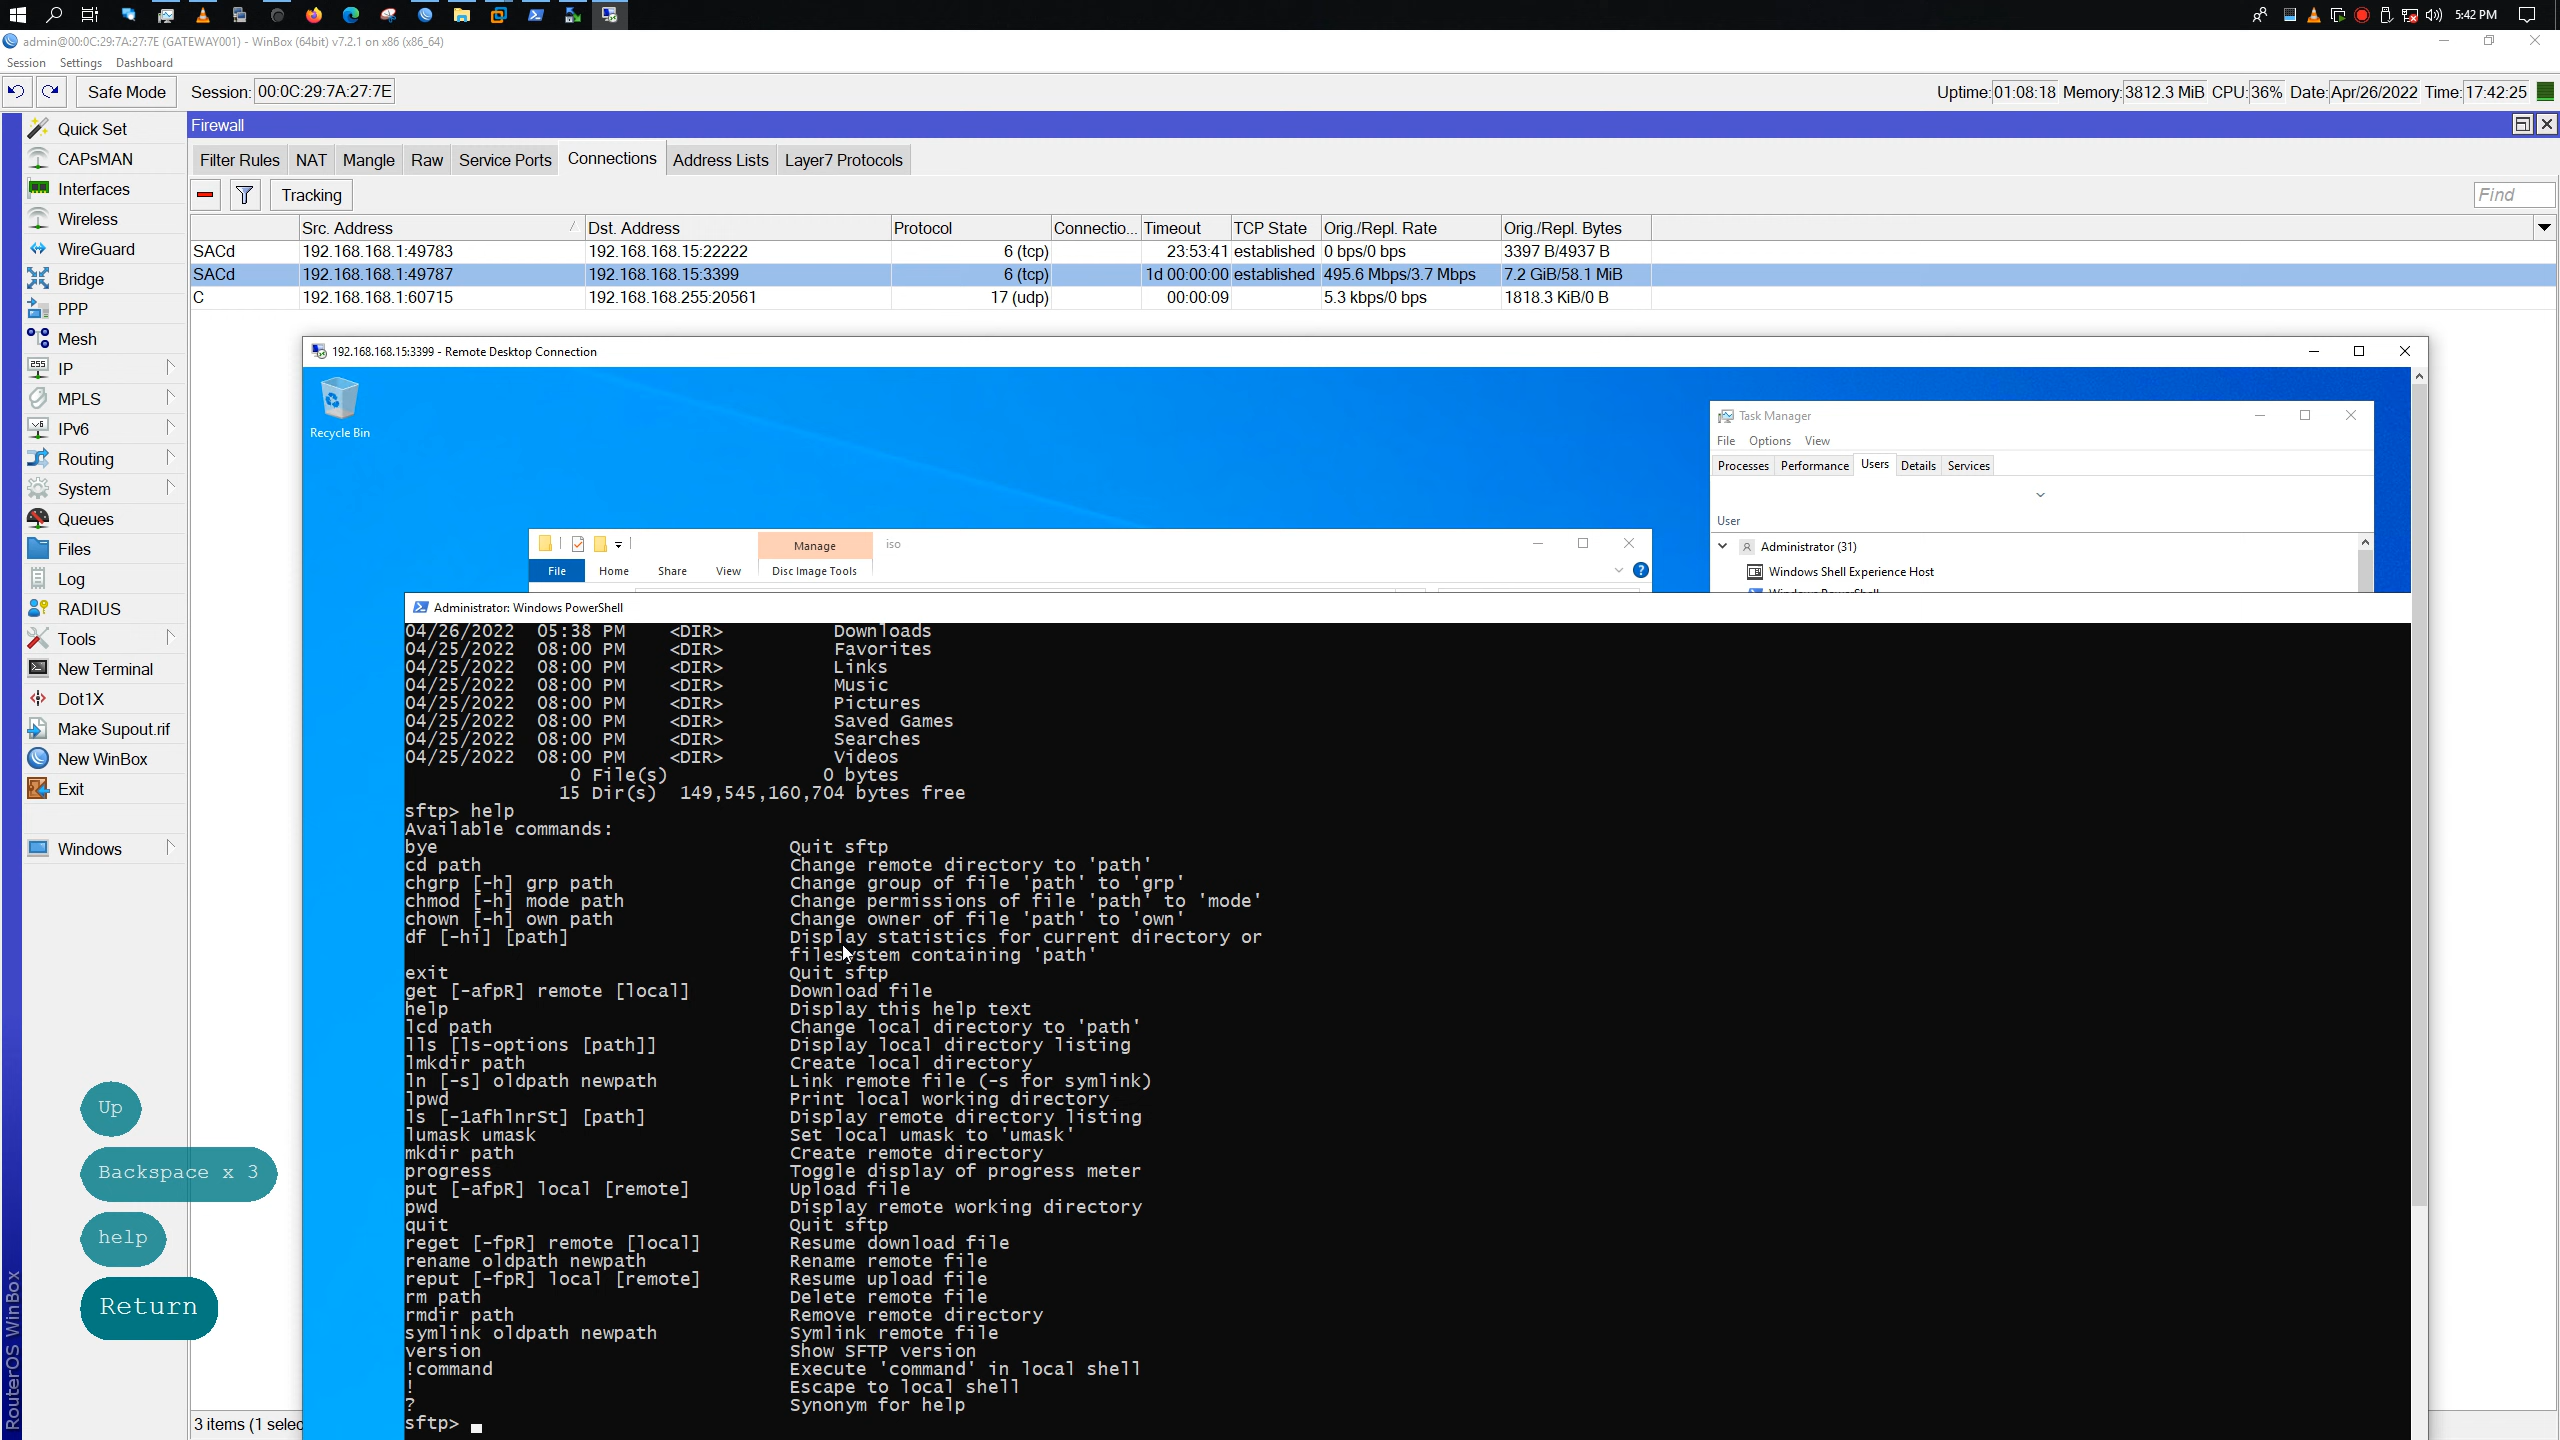 5:42 PM
admin@00:0C:29:7A:27:7E (GATEWAY001) - WinBox (64bit) v7.2.1 on x86 (x86_64)
Session Settings Dashboard
Safe Mode Session: 00:0C:29:7A:27:7E Uptime: 01:08:18 Memory: 3812.3 MiB CPU: 36% Date: Apr/26/2022 Time: 17:42:25
Quick Set
CAPsMAN
Interfaces
Wireless
WireGuard
Bridge
PPP
Mesh
IP
MPLS
IPv6
Routing
System
Queues
Files
Log
RADIUS
Tools
New Terminal
Dot1X
Make Supout.rif
New WinBox
Exit
Windows
RouterOS WinBox
Firewall
Filter Rules NAT Mangle Raw Service Ports Connections Address Lists Layer7 Protocols
Tracking Find
Src. Address Dst. Address Protocol Connectio... Timeout TCP State Orig./Repl. Rate Orig./Repl. Bytes
SACd 192.168.168.1:49783 192.168.168.15:22222 6 (tcp) 23:53:41 established 0 bps/0 bps 3397 B/4937 B
SACd 192.168.168.1:49787 192.168.168.15:3399 6 (tcp) 1d 00:00:00 established 495.6 Mbps/3.7 Mbps 7.2 GiB/58.1 MiB
C 192.168.168.1:60715 192.168.168.255:20561 17 (udp) 00:00:09 5.3 kbps/0 bps 1818.3 KiB/0 B
192.168.168.15:3399 - Remote Desktop Connection
Recycle Bin
Task Manager
File Options View
Processes Performance Users Details Services
User
Administrator (31)
Windows Shell Experience Host
Manage iso
File Home Share View Disc Image Tools
Administrator: Windows PowerShell
04/26/2022 05:38 PM <DIR> Downloads
04/25/2022 08:00 PM <DIR> Favorites
04/25/2022 08:00 PM <DIR> Links
04/25/2022 08:00 PM <DIR> Music
04/25/2022 08:00 PM <DIR> Pictures
04/25/2022 08:00 PM <DIR> Saved Games
04/25/2022 08:00 PM <DIR> Searches
04/25/2022 08:00 PM <DIR> Videos
0 File(s) 0 bytes
15 Dir(s) 149,545,160,704 bytes free
sftp> help
Available commands:
bye Quit sftp
cd path Change remote directory to 'path'
chgrp [-h] grp path Change group of file 'path' to 'grp'
chmod [-h] mode path Change permissions of file 'path' to 'mode'
chown [-h] own path Change owner of file 'path' to 'own'
df [-hi] [path] Display statistics for current directory or
filesystem containing 'path'
exit Quit sftp
get [-afpR] remote [local] Download file
help Display this help text
lcd path Change local directory to 'path'
lls [ls-options [path]] Display local directory listing
lmkdir path Create local directory
ln [-s] oldpath newpath Link remote file (-s for symlink)
lpwd Print local working directory
ls [-1afhlnrSt] [path] Display remote directory listing
lumask umask Set local umask to 'umask'
mkdir path Create remote directory
progress Toggle display of progress meter
put [-afpR] local [remote] Upload file
pwd Display remote working directory
quit Quit sftp
reget [-fpR] remote [local] Resume download file
rename oldpath newpath Rename remote file
reput [-fpR] local [remote] Resume upload file
rm path Delete remote file
rmdir path Remove remote directory
symlink oldpath newpath Symlink remote file
version Show SFTP version
!command Execute 'command' in local shell
! Escape to local shell
? Synonym for help
sftp>
Up
Backspace x 3
help
Return
3 items (1 selec